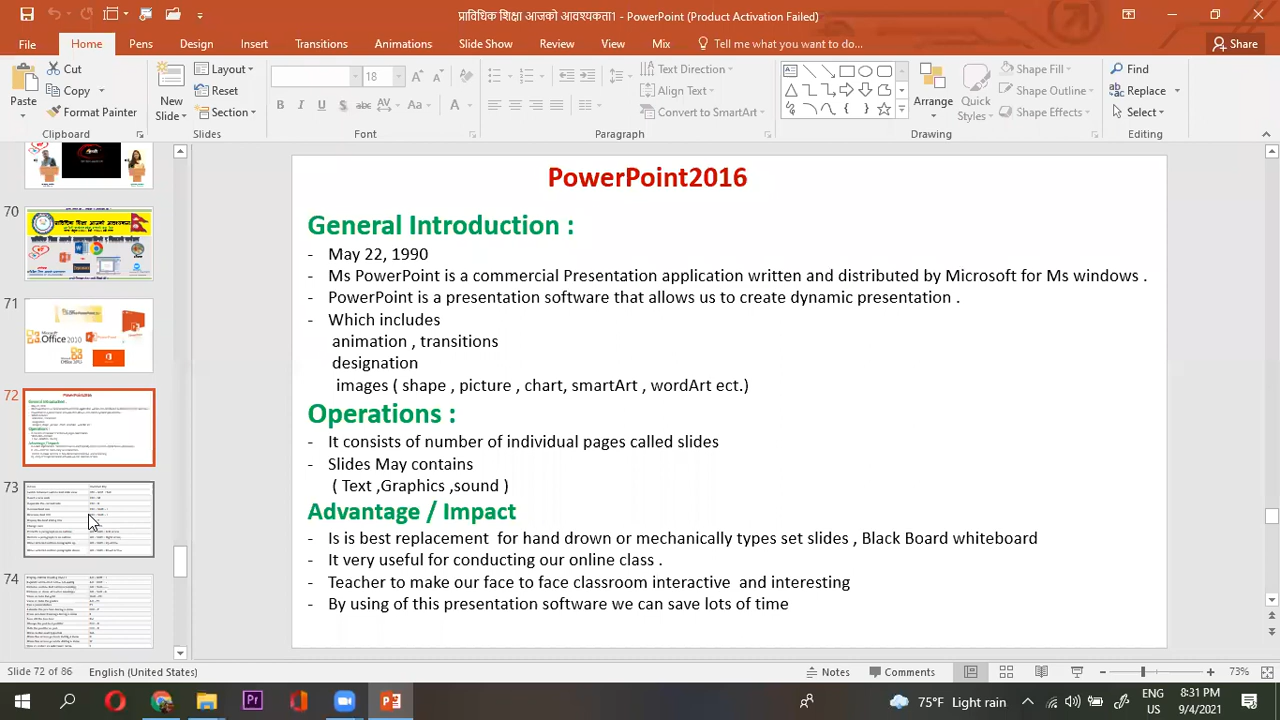 प्राविधिक शिक्षा आजको आवश्यकता1 - PowerPoint (Product Activation Failed)
File Home Pens Design Insert Transitions Animations Slide Show Review View Mix Tell me what you want to do... Share
Paste
Cut
Copy
Format Painter
Clipboard
New Slide
Layout
Reset
Section
Slides
18
Font
Text Direction
Align Text
Convert to SmartArt
Paragraph
Arrange
Quick Styles
Shape Fill
Shape Outline
Shape Effects
Drawing
Find
Replace
Select
Editing
70
71
Office 2010
72
73
74
PowerPoint2016
General Introduction :
- May 22, 1990
- Ms PowerPoint is a commercial Presentation application written and distributed by Microsoft for Ms windows .
- PowerPoint is a presentation software that allows us to create dynamic presentation .
- Which includes
animation , transitions
designation
images ( shape , picture , chart, smartArt , wordArt ect.)
Operations :
- It consists of number of individual pages called slides
- Slides May contains
( Text ,Graphics ,sound )
Advantage / Impact
- is is best replacement for hand drown or mechanically types set slides , Black Board whiteboard
- It very useful for conducting our online class .
- Teacher to make our face to face classroom interactive and interesting
By using of this presentation software we can save lots of time
Slide 72 of 86 English (United States) Notes Comments 73%
75°F Light rain
ENG
US
8:31 PM
9/4/2021